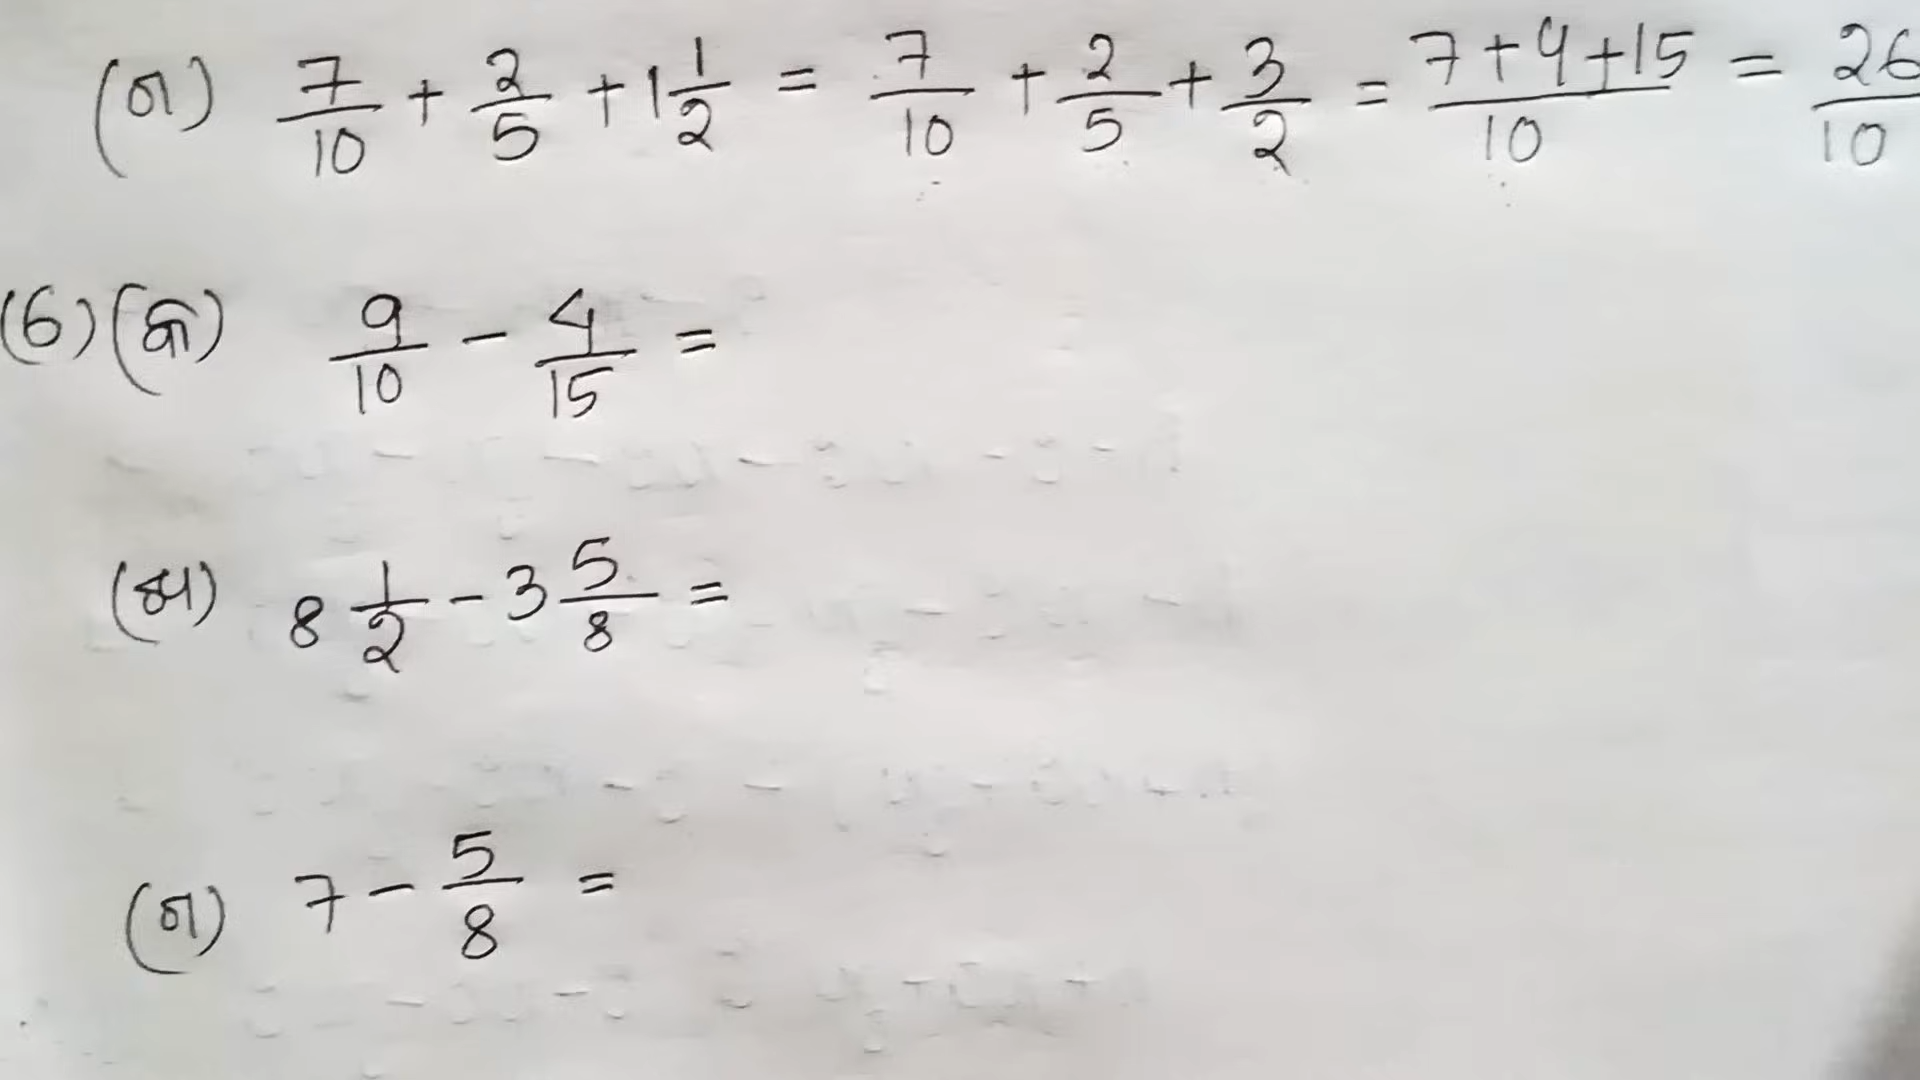 (ଗ) 7/10 + 2/5 + 1 1/2 = 7/10 + 2/5 + 3/2 = 7+4+15/10 = 26/10
(6) (କ) 9/10 - 4/15 =
(ଖ) 8 1/2 - 3 5/8 =
(ଗ) 7 - 5/8 =